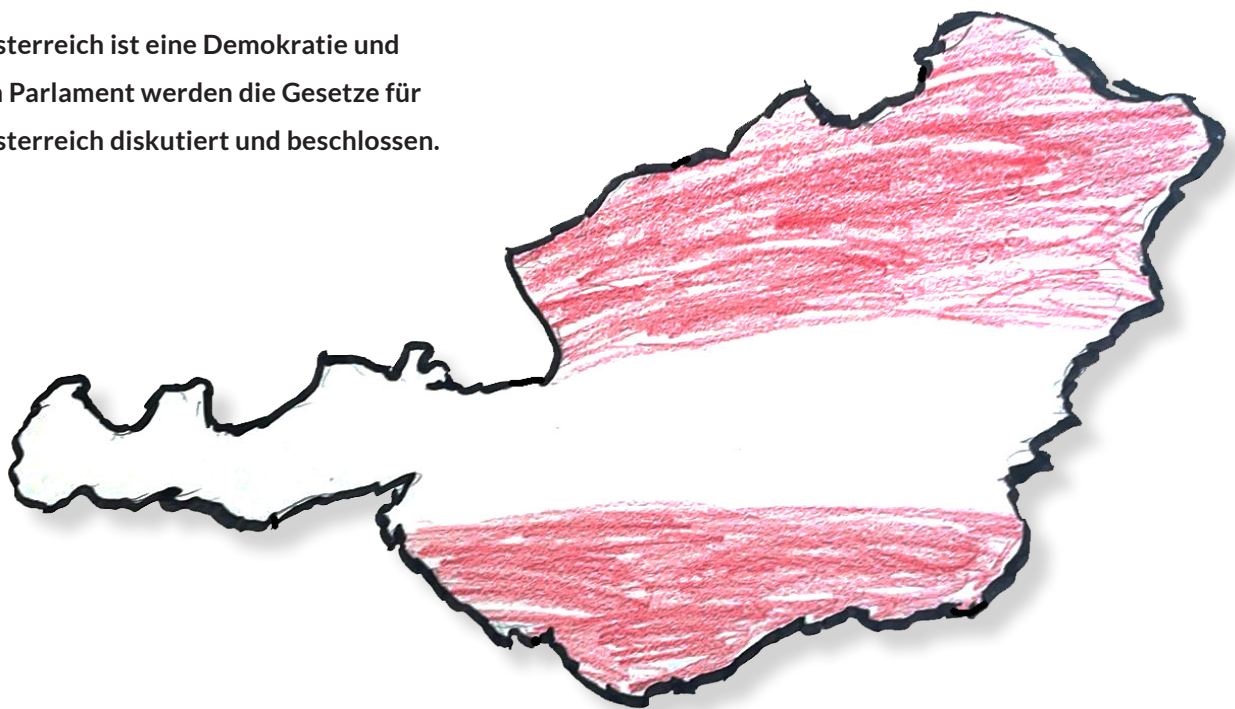 sterreich ist eine Demokratie und
Parlament werden die Gesetze für
sterreich diskutiert und beschlossen.